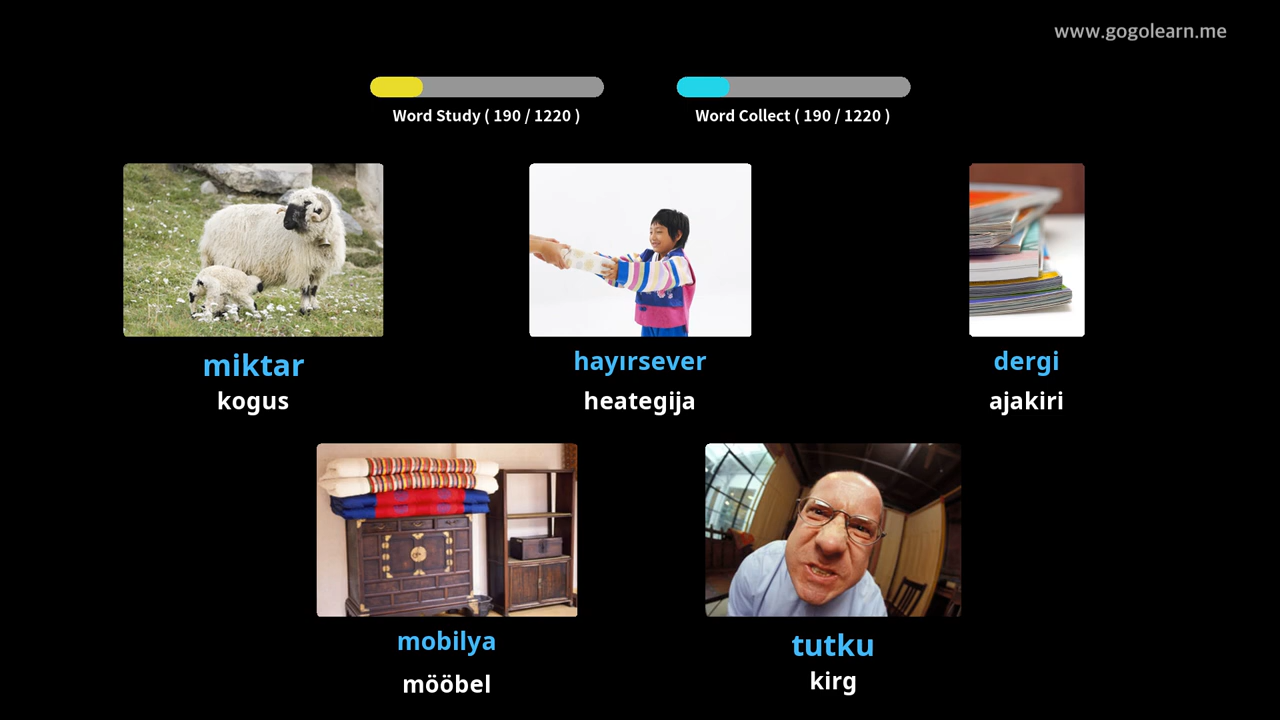 www.gogolearn.me
Word Study ( 190 / 1220 )
Word Collect ( 190 / 1220 )
miktar
kogus
hayırsever
heategija
dergi
ajakiri
mobilya
mööbel
tutku
kirg